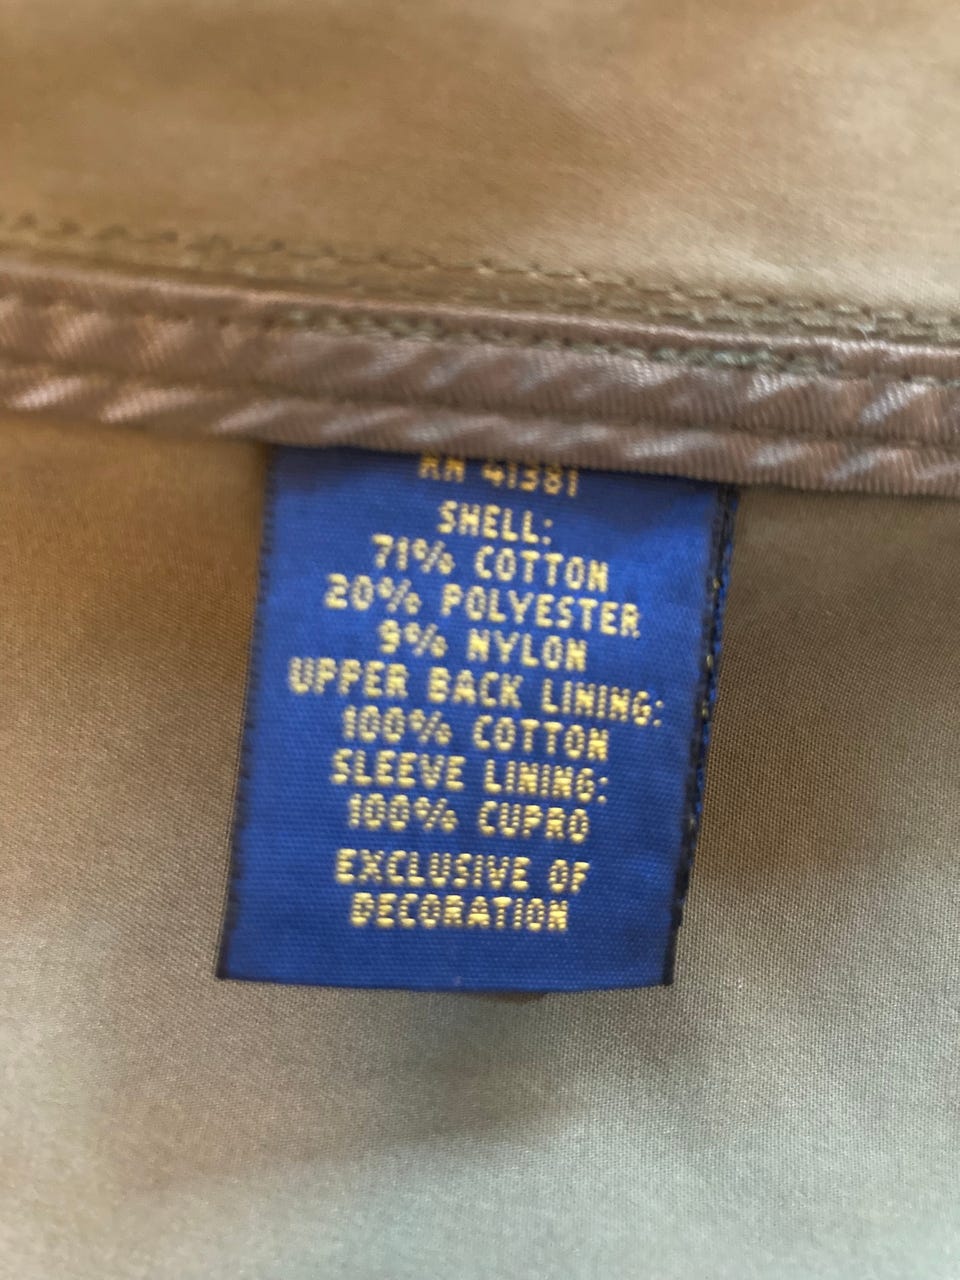 RN 41381
SHELL:
71% COTTON
20% POLYESTER
9% NYLON
UPPER BACK LINING:
100% COTTON
SLEEVE LINING:
100% CUPRO
EXCLUSIVE OF
DECORATION